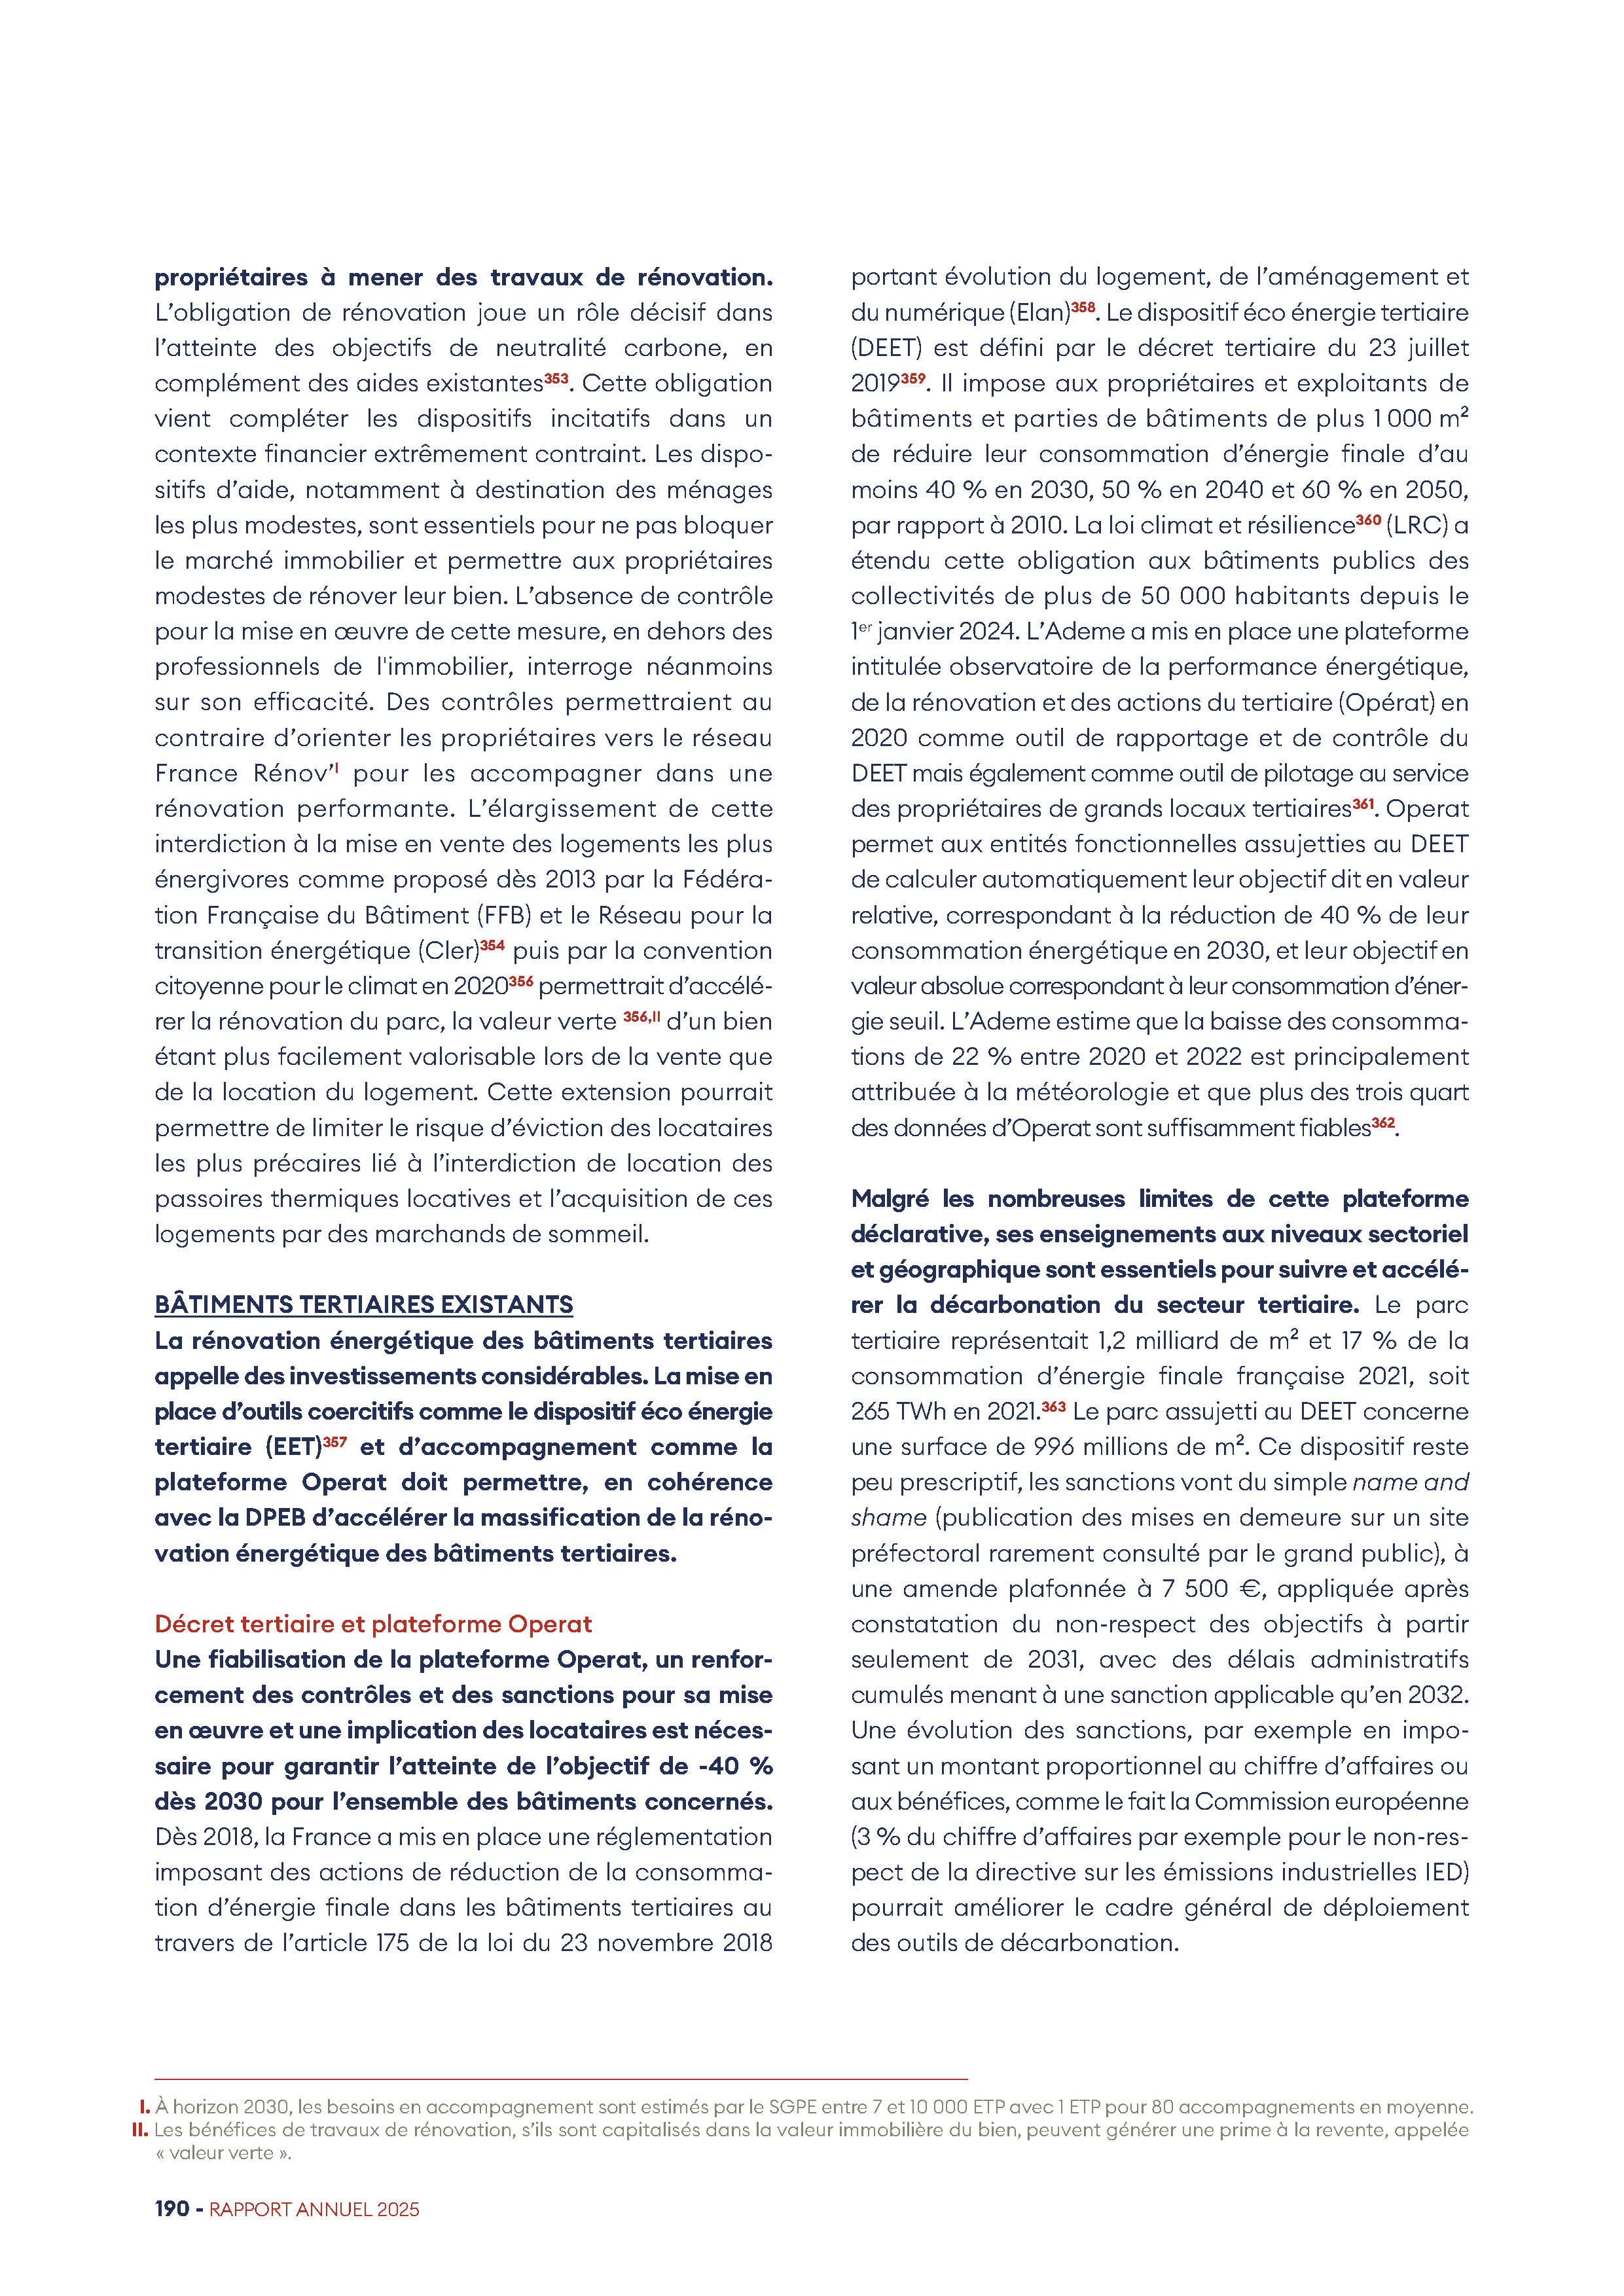 propriétaires à mener des travaux de rénovation.
L’obligation de rénovation joue un rôle décisif dans
l’atteinte des objectifs de neutralité carbone, en
complément des aides existantes353. Cette obligation
vient compléter les dispositifs incitatifs dans un
contexte financier extrêmement contraint. Les dispo-
sitifs d’aide, notamment à destination des ménages
les plus modestes, sont essentiels pour ne pas bloquer
le marché immobilier et permettre aux propriétaires
modestes de rénover leur bien. L’absence de contrôle
pour la mise en œuvre de cette mesure, en dehors des
professionnels de l'immobilier, interroge néanmoins
sur son efficacité. Des contrôles permettraient au
contraire d’orienter les propriétaires vers le réseau
France Rénov’I pour les accompagner dans une
rénovation performante. L’élargissement de cette
interdiction à la mise en vente des logements les plus
énergivores comme proposé dès 2013 par la Fédéra-
tion Française du Bâtiment (FFB) et le Réseau pour la
transition énergétique (Cler)354 puis par la convention
citoyenne pour le climat en 2020356 permettrait d’accélé-
rer la rénovation du parc, la valeur verte 356,II d’un bien
étant plus facilement valorisable lors de la vente que
de la location du logement. Cette extension pourrait
permettre de limiter le risque d’éviction des locataires
les plus précaires lié à l’interdiction de location des
passoires thermiques locatives et l’acquisition de ces
logements par des marchands de sommeil.
BÂTIMENTS TERTIAIRES EXISTANTS
La rénovation énergétique des bâtiments tertiaires
appelle des investissements considérables. La mise en
place d’outils coercitifs comme le dispositif éco énergie
tertiaire (EET)357 et d’accompagnement comme la
plateforme Operat doit permettre, en cohérence
avec la DPEB d’accélérer la massification de la réno-
vation énergétique des bâtiments tertiaires.
Décret tertiaire et plateforme Operat
Une fiabilisation de la plateforme Operat, un renfor-
cement des contrôles et des sanctions pour sa mise
en œuvre et une implication des locataires est néces-
saire pour garantir l’atteinte de l’objectif de -40 %
dès 2030 pour l’ensemble des bâtiments concernés.
Dès 2018, la France a mis en place une réglementation
imposant des actions de réduction de la consomma-
tion d’énergie finale dans les bâtiments tertiaires au
travers de l’article 175 de la loi du 23 novembre 2018
portant évolution du logement, de l’aménagement et
du numérique (Elan)358. Le dispositif éco énergie tertiaire
(DEET) est défini par le décret tertiaire du 23 juillet
2019359. Il impose aux propriétaires et exploitants de
bâtiments et parties de bâtiments de plus 1 000 m²
de réduire leur consommation d’énergie finale d’au
moins 40 % en 2030, 50 % en 2040 et 60 % en 2050,
par rapport à 2010. La loi climat et résilience360 (LRC) a
étendu cette obligation aux bâtiments publics des
collectivités de plus de 50 000 habitants depuis le
1er janvier 2024. L’Ademe a mis en place une plateforme
intitulée observatoire de la performance énergétique,
de la rénovation et des actions du tertiaire (Opérat) en
2020 comme outil de rapportage et de contrôle du
DEET mais également comme outil de pilotage au service
des propriétaires de grands locaux tertiaires361. Operat
permet aux entités fonctionnelles assujetties au DEET
de calculer automatiquement leur objectif dit en valeur
relative, correspondant à la réduction de 40 % de leur
consommation énergétique en 2030, et leur objectif en
valeur absolue correspondant à leur consommation d’éner-
gie seuil. L’Ademe estime que la baisse des consomma-
tions de 22 % entre 2020 et 2022 est principalement
attribuée à la météorologie et que plus des trois quart
des données d’Operat sont suffisamment fiables362.
Malgré les nombreuses limites de cette plateforme
déclarative, ses enseignements aux niveaux sectoriel
et géographique sont essentiels pour suivre et accélé-
rer la décarbonation du secteur tertiaire. Le parc
tertiaire représentait 1,2 milliard de m² et 17 % de la
consommation d’énergie finale française 2021, soit
265 TWh en 2021.363 Le parc assujetti au DEET concerne
une surface de 996 millions de m². Ce dispositif reste
peu prescriptif, les sanctions vont du simple name and
shame (publication des mises en demeure sur un site
préfectoral rarement consulté par le grand public), à
une amende plafonnée à 7 500 €, appliquée après
constatation du non-respect des objectifs à partir
seulement de 2031, avec des délais administratifs
cumulés menant à une sanction applicable qu’en 2032.
Une évolution des sanctions, par exemple en impo-
sant un montant proportionnel au chiffre d’affaires ou
aux bénéfices, comme le fait la Commission européenne
(3 % du chiffre d’affaires par exemple pour le non-res-
pect de la directive sur les émissions industrielles IED)
pourrait améliorer le cadre général de déploiement
des outils de décarbonation.
I. À horizon 2030, les besoins en accompagnement sont estimés par le SGPE entre 7 et 10 000 ETP avec 1 ETP pour 80 accompagnements en moyenne.
II. Les bénéfices de travaux de rénovation, s’ils sont capitalisés dans la valeur immobilière du bien, peuvent générer une prime à la revente, appelée
« valeur verte ».
190 - RAPPORT ANNUEL 2025